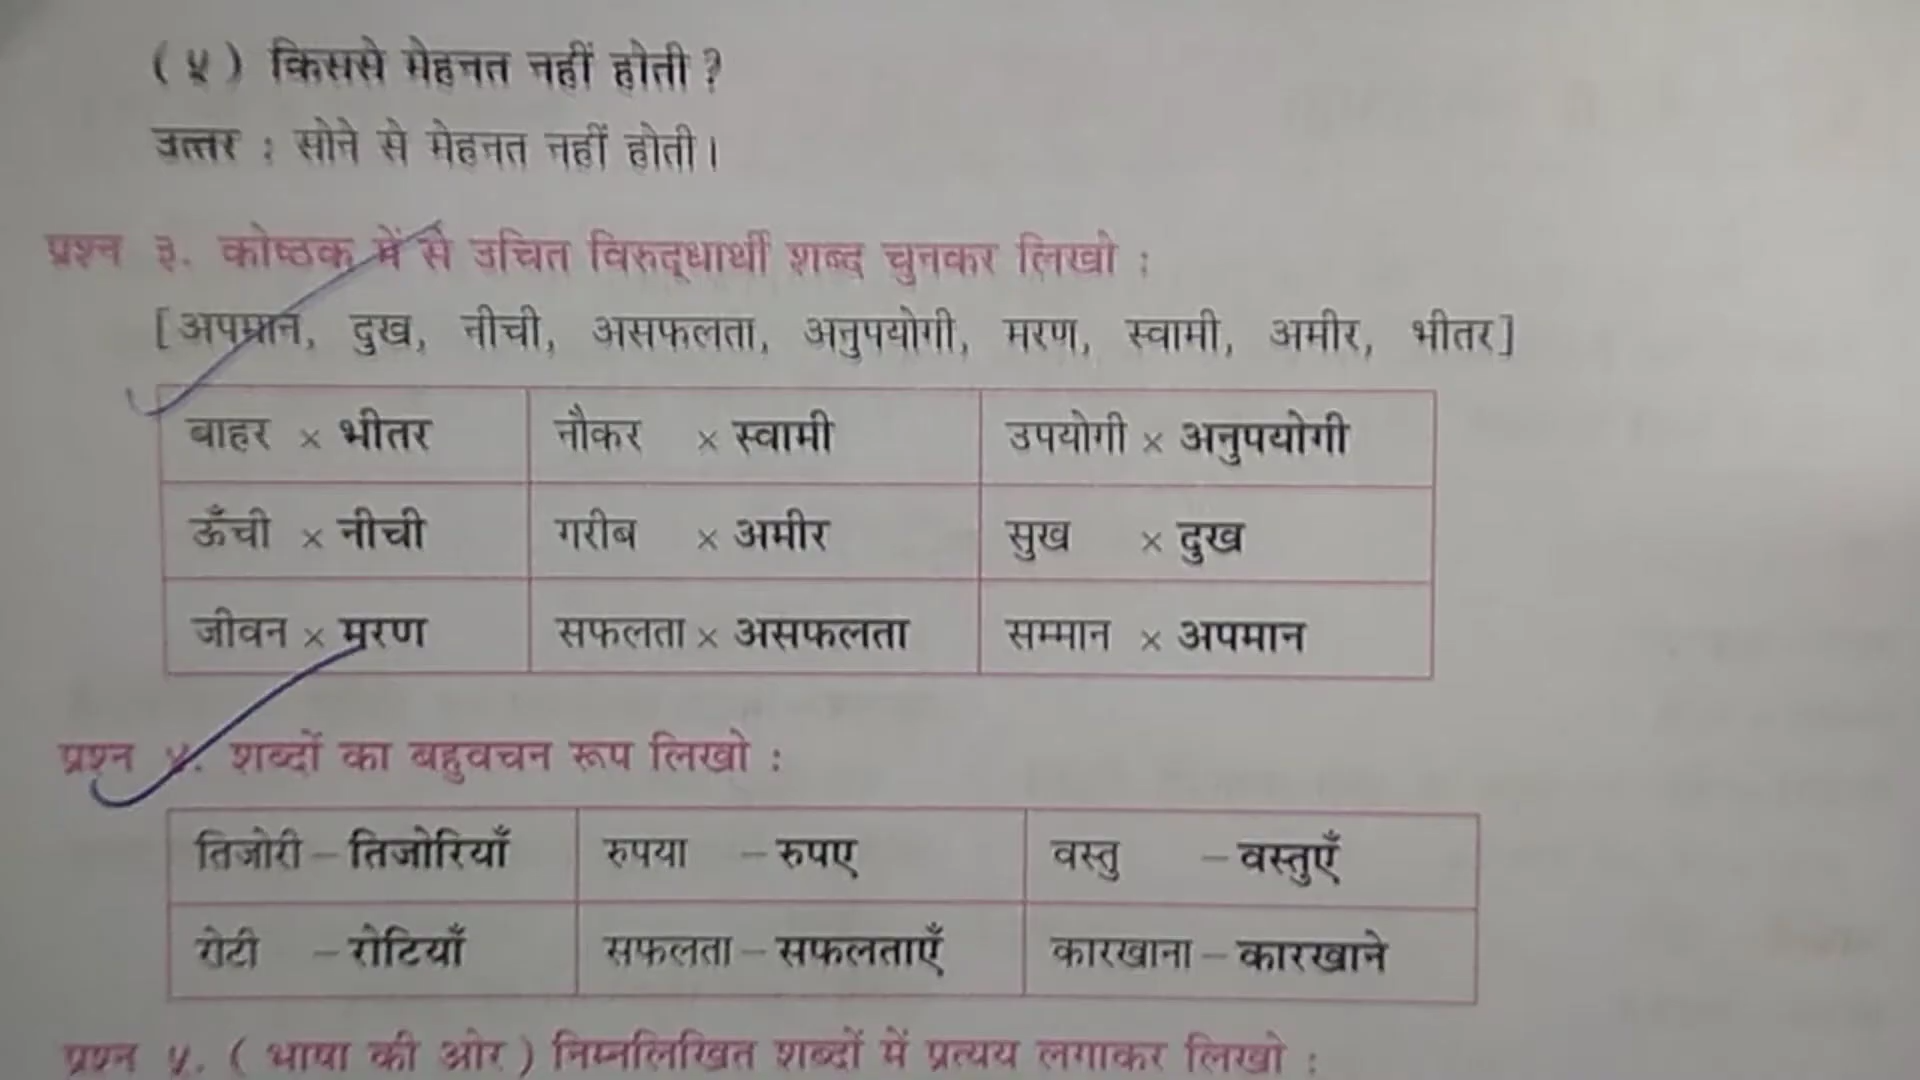 ( ५ ) किससे मेहनत नहीं होती ?
उत्तर : सोने से मेहनत नहीं होती।
प्रश्न ३. कोष्ठक में से उचित विरुद्धार्थी शब्द चुनकर लिखो :
[अपमान, दुख, नीची, असफलता, अनुपयोगी, मरण, स्वामी, अमीर, भीतर]
बाहर × भीतर नौकर × स्वामी उपयोगी × अनुपयोगी
ऊँची × नीची गरीब × अमीर सुख × दुख
जीवन × मरण सफलता × असफलता सम्मान × अपमान
प्रश्न ४. शब्दों का बहुवचन रूप लिखो :
तिजोरी – तिजोरियाँ रुपया – रुपए वस्तु – वस्तुएँ
रोटी – रोटियाँ सफलता – सफलताएँ कारखाना – कारखाने
प्रश्न ५. ( भाषा की ओर ) निम्नलिखित शब्दों में प्रत्यय लगाकर लिखो :